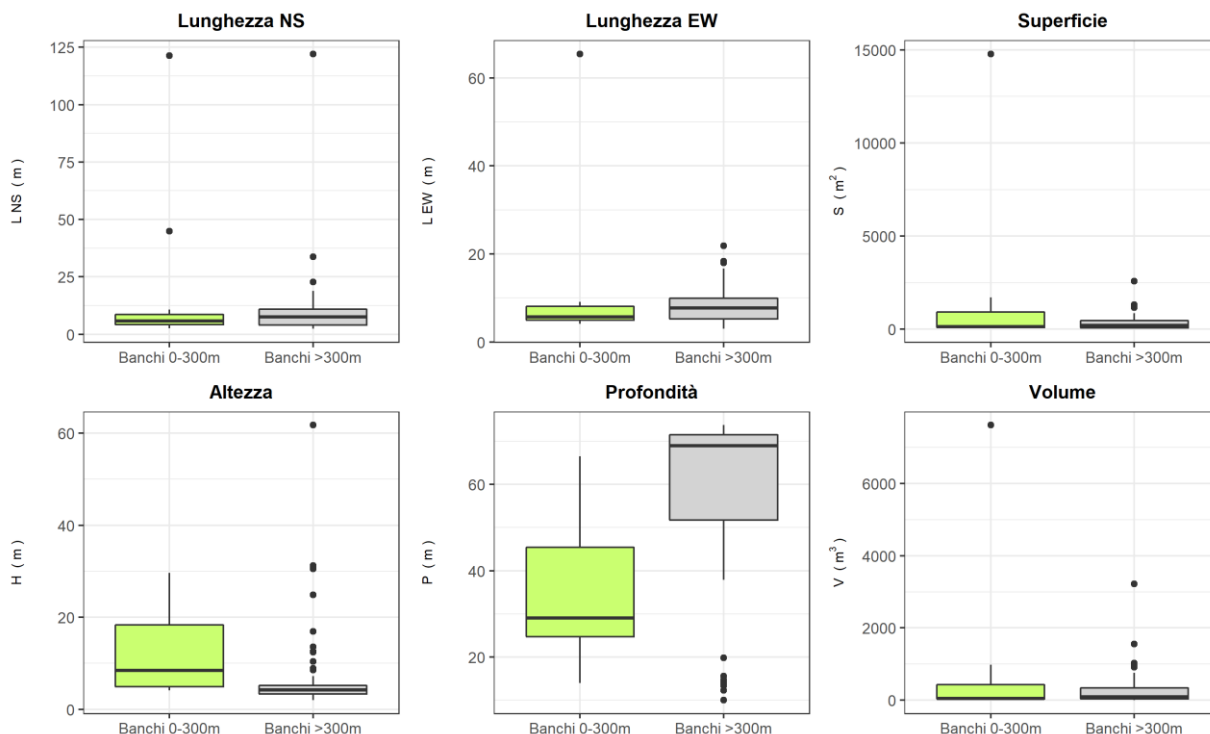 Lunghezza NS
Lunghezza EW
Superficie
125
100
75
50
25
0
L NS ( m )
Banchi 0-300m
Banchi >300m
60
40
20
0
L EW ( m )
Banchi 0-300m
Banchi >300m
15000
10000
5000
0
S ( m² )
Banchi 0-300m
Banchi >300m
Altezza
Profondità
Volume
60
40
20
0
H ( m )
Banchi 0-300m
Banchi >300m
60
40
20
P ( m )
Banchi 0-300m
Banchi >300m
6000
4000
2000
0
V ( m³ )
Banchi 0-300m
Banchi >300m